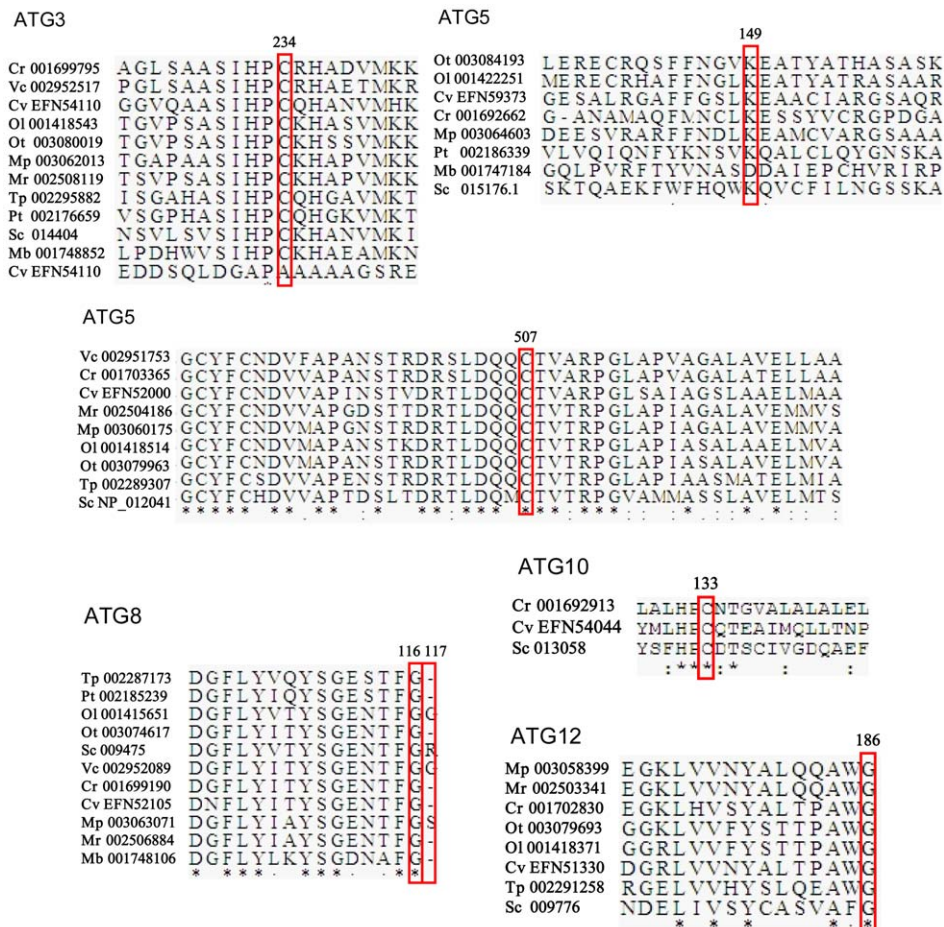 ATG3
234
Cr 001699795 AGLSAASIHPCRHADVMKK
Vc 002952517 PGLSAASIHPCRHAETMKR
Cv EFN54110 GGVQAASIHPCQHANVMHK
Ol 001418543 TGVPSASIHPCKHASVMKK
Ot 003080019 TGVPSASIHPCKHSSVMKK
Mp 003062013 TGAPAASIHPCKHAPVMKK
Mr 002508119 TSVPSASIHPCKHAPVMKK
Tp 002295882 ISGAHASIHPCQHGAVMKT
Pt 002176659 VSGPHASIHPCQHGKVMKT
Sc 014404 NSVLSVSIHPCKHANVMKI
Mb 001748852 LPDHWVSIHPCKHAEAMKN
Cv EFN54110 EDDSQLDGAPAAAAAGSRE
*
ATG5
149
Ot 003084193 LERECRQSFFNGVKEATYATHASASK
Ol 001422251 MERECRHAFFNGLKEATYATRASAAR
Cv EFN59373 GESALRGAFFGSLKEAACIARGSAQR
Cr 001692662 G-ANAMAQFMNCLKESSYVCRGPDGA
Mp 003064603 DEESVRARFFNDLKEAMCVARGSAAA
Pt 002186339 VLVQIQNFYKNSVKQALCLQYGNSKA
Mb 001747184 GQLPVRFTYVNASDDAIEPCHVRIRP
Sc 015176.1 SKTQAEKFWFHQWKQVCFILNGSSKA
. .
ATG5
507
Vc 002951753 GCYFCNDVFAPANSTRDRSLDQQCTVARPGLAPVAGALAVELLAA
Cr 001703365 GCYFCNDVVAPANSTRDRSLDQQCTVARPGLAPVAGALATELLAA
Cv EFN52000 GCYFCNDVVAPINSTVDRTLDQQCTVARPGLSAIAGSLAAELMAA
Mr 002504186 GCYFCNDVVAPGDSTTDRTLDQQCTVTRPGLAPIAGALAVEMMVS
Mp 003060175 GCYFCNDVMAPGNSTRDRTLDQQCTVTRPGLAPIAGALAVEMMVA
Ol 001418514 GCYFCNDVMAPANSTKDRTLDQQCTVTRPGLAPIASALAAELMVA
Ot 003079963 GCYFCNDVMAPANSTRDRTLDQQCTVTRPGLAPIASALAVELMVA
Tp 002289307 GCYFCSDVVAPENSTRDRTLDQQCTVTRPGLAPIAASMATELMIA
Sc NP_012041 GCYFCHDVVAPTDSLTDRTLDQMCTVTRPGVAMMASSLAVELMTS
ATG8
116 117
Tp 002287173 DGFLYVQYSGESTFG-
Pt 002185239 DGFLYIQYSGESTFG-
Ol 001415651 DGFLYVTYSGENTFGG
Ot 003074617 DGFLYITYSGENTFG-
Sc 009475 DGFLYVTYSGENTFGR
Vc 002952089 DGFLYITYSGENTFGG
Cr 001699190 DGFLYITYSGENTFG-
Cv EFN52105 DNFLYITYSGENTFG-
Mp 003063071 DGFLYIAYSGENTFGS
Mr 002506884 DGFLYIAYSGENTFG-
Mb 001748106 DGFLYLKYSGDNAFG-
* *** . *** . . **
ATG10
133
Cr 001692913 LALHPCNTGVALALALEL
Cv EFN54044 YMLHPCQTEAIMQLLTNP
Sc 013058 YSFHPCDTSCIVGDQAEF
: *** * : :
ATG12
186
Mp 003058399 EGKLVVNYALQQAWG
Mr 002503341 EGKLVVNYALQQAWG
Cr 001702830 EGKLHVSYALTPAWG
Ot 003079693 GGKLVVFYSTTPAWG
Ol 001418371 GGRLVVFYSTTPAWG
Cv EFN51330 DGRLVVNYALTPAWG
Tp 002291258 RGELVVHYSLQEAWG
Sc 009776 NDELIVSYCASVAFG
* * * * . *